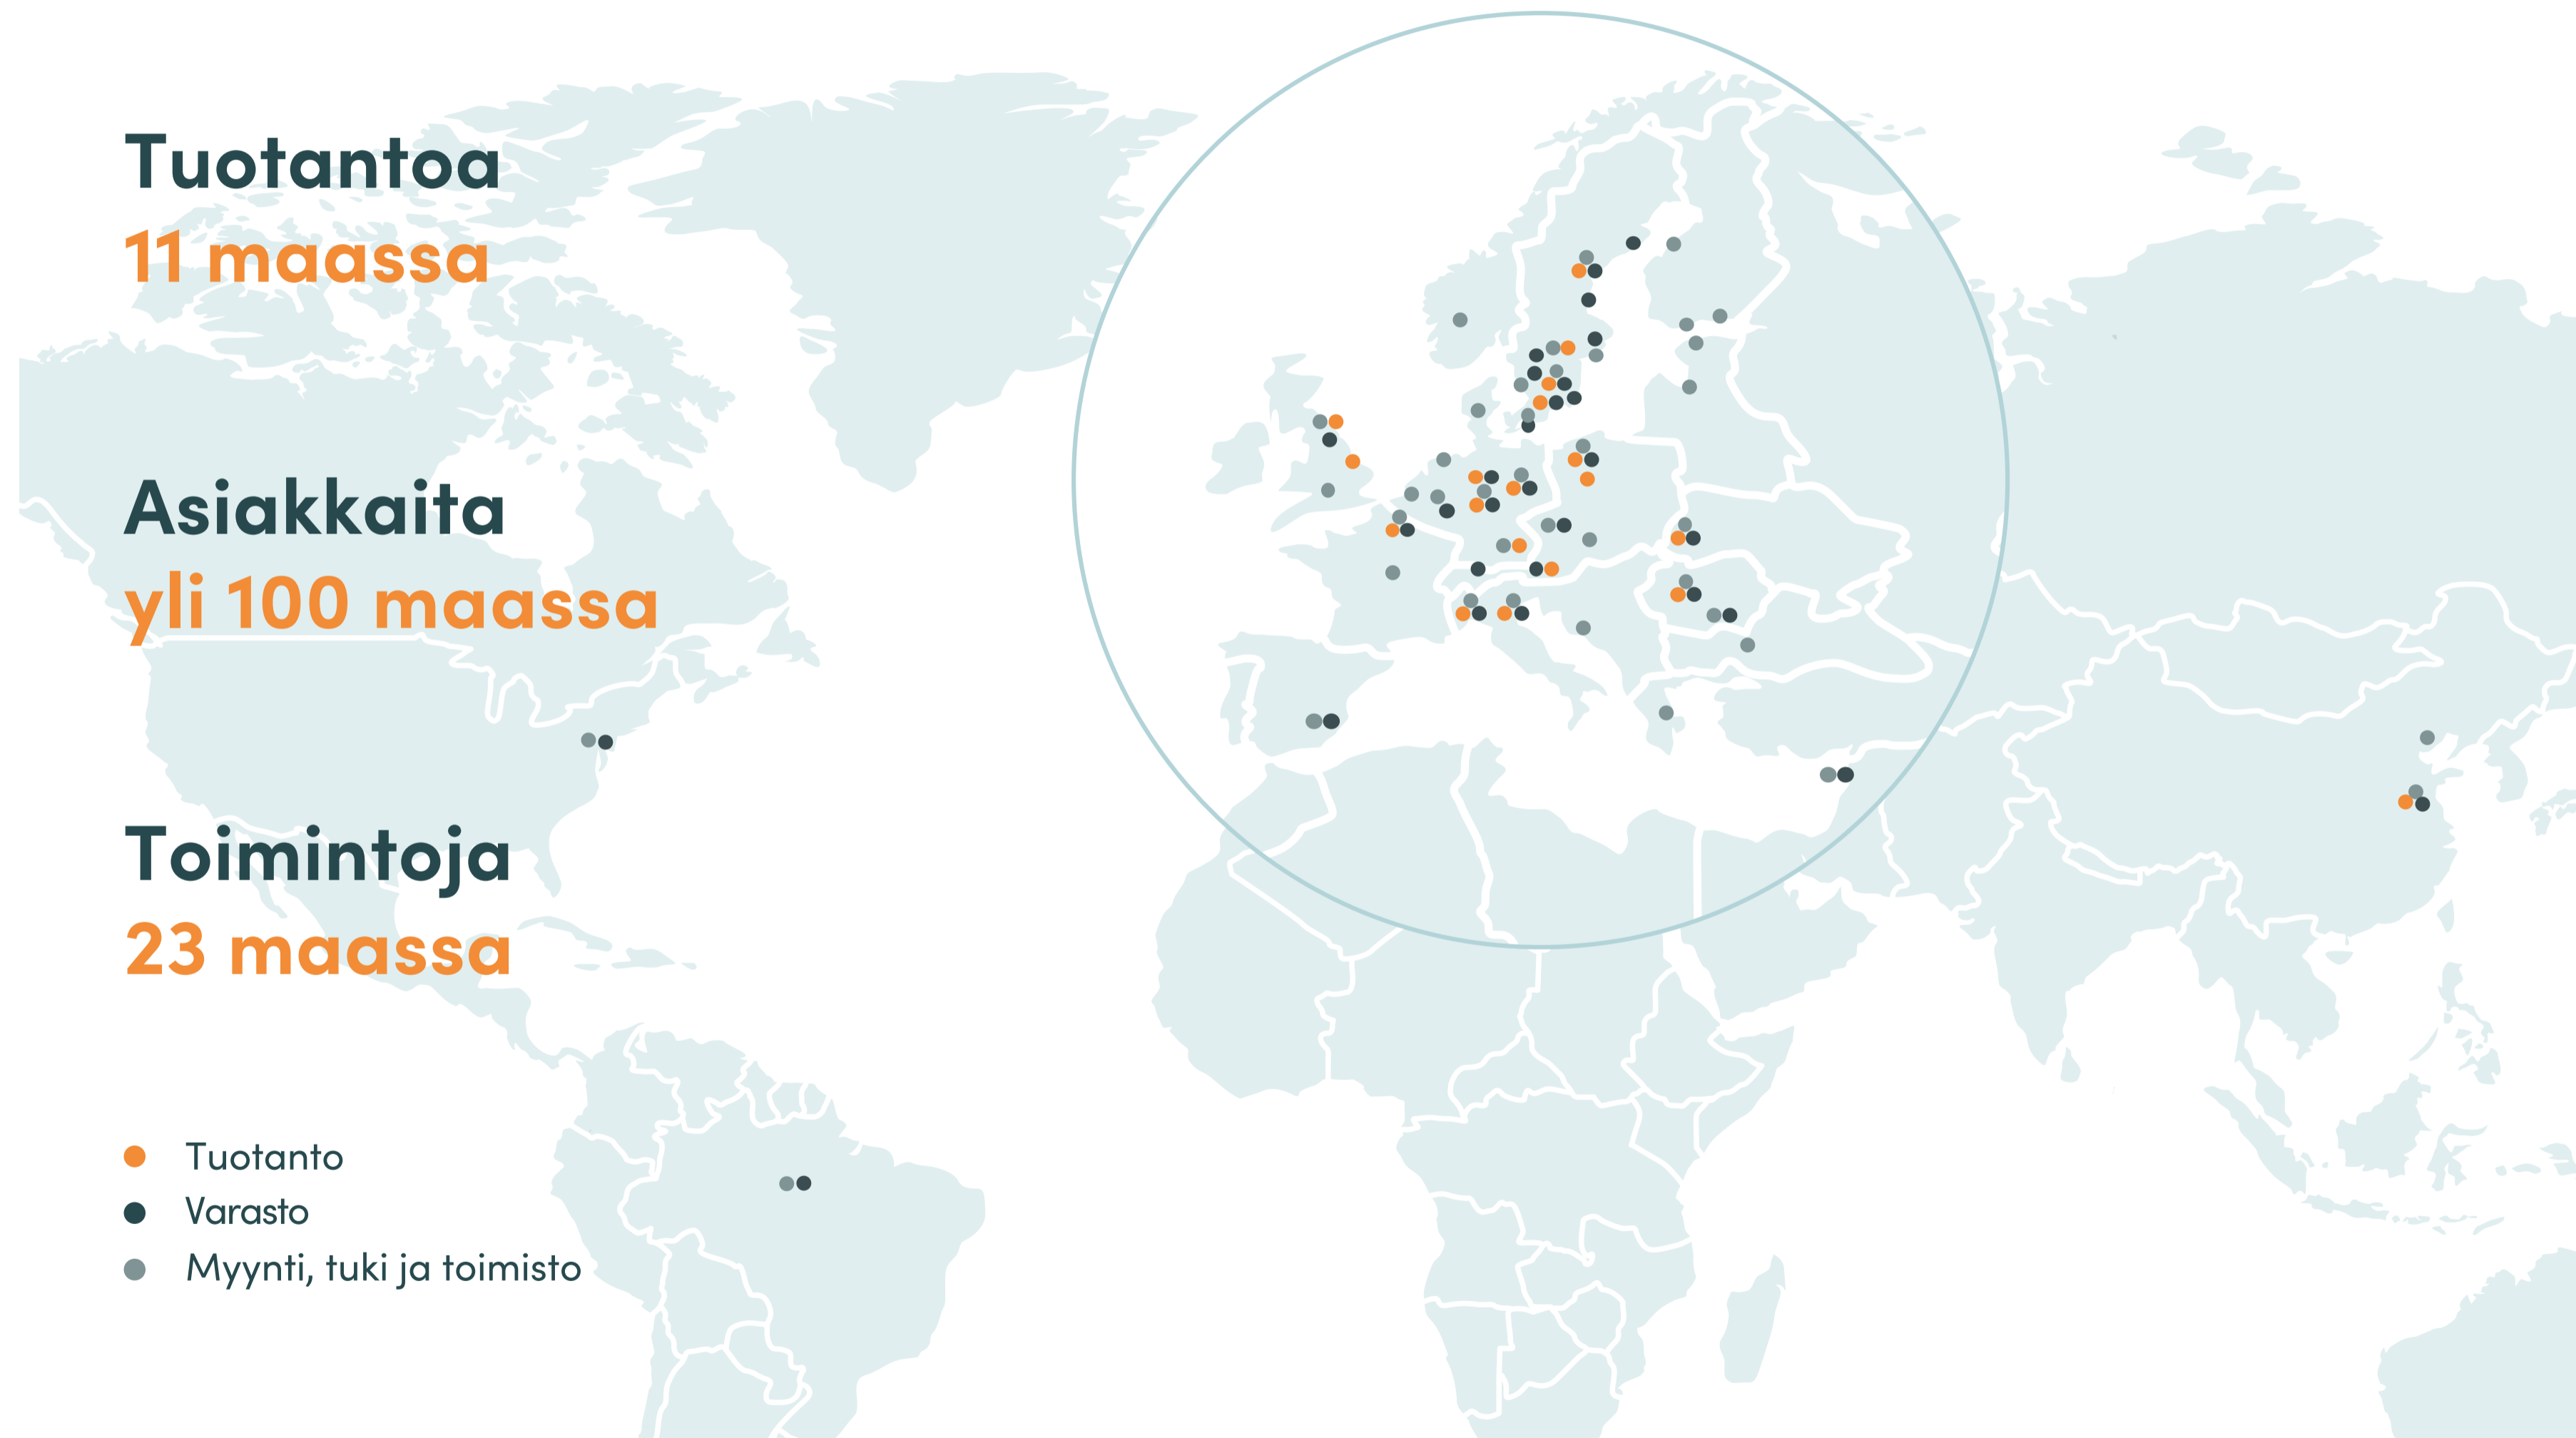 Tuotantoa
11 maassa
Asiakkaita
yli 100 maassa
Toimintoja
23 maassa
Tuotanto
Varasto
Myynti, tuki ja toimisto